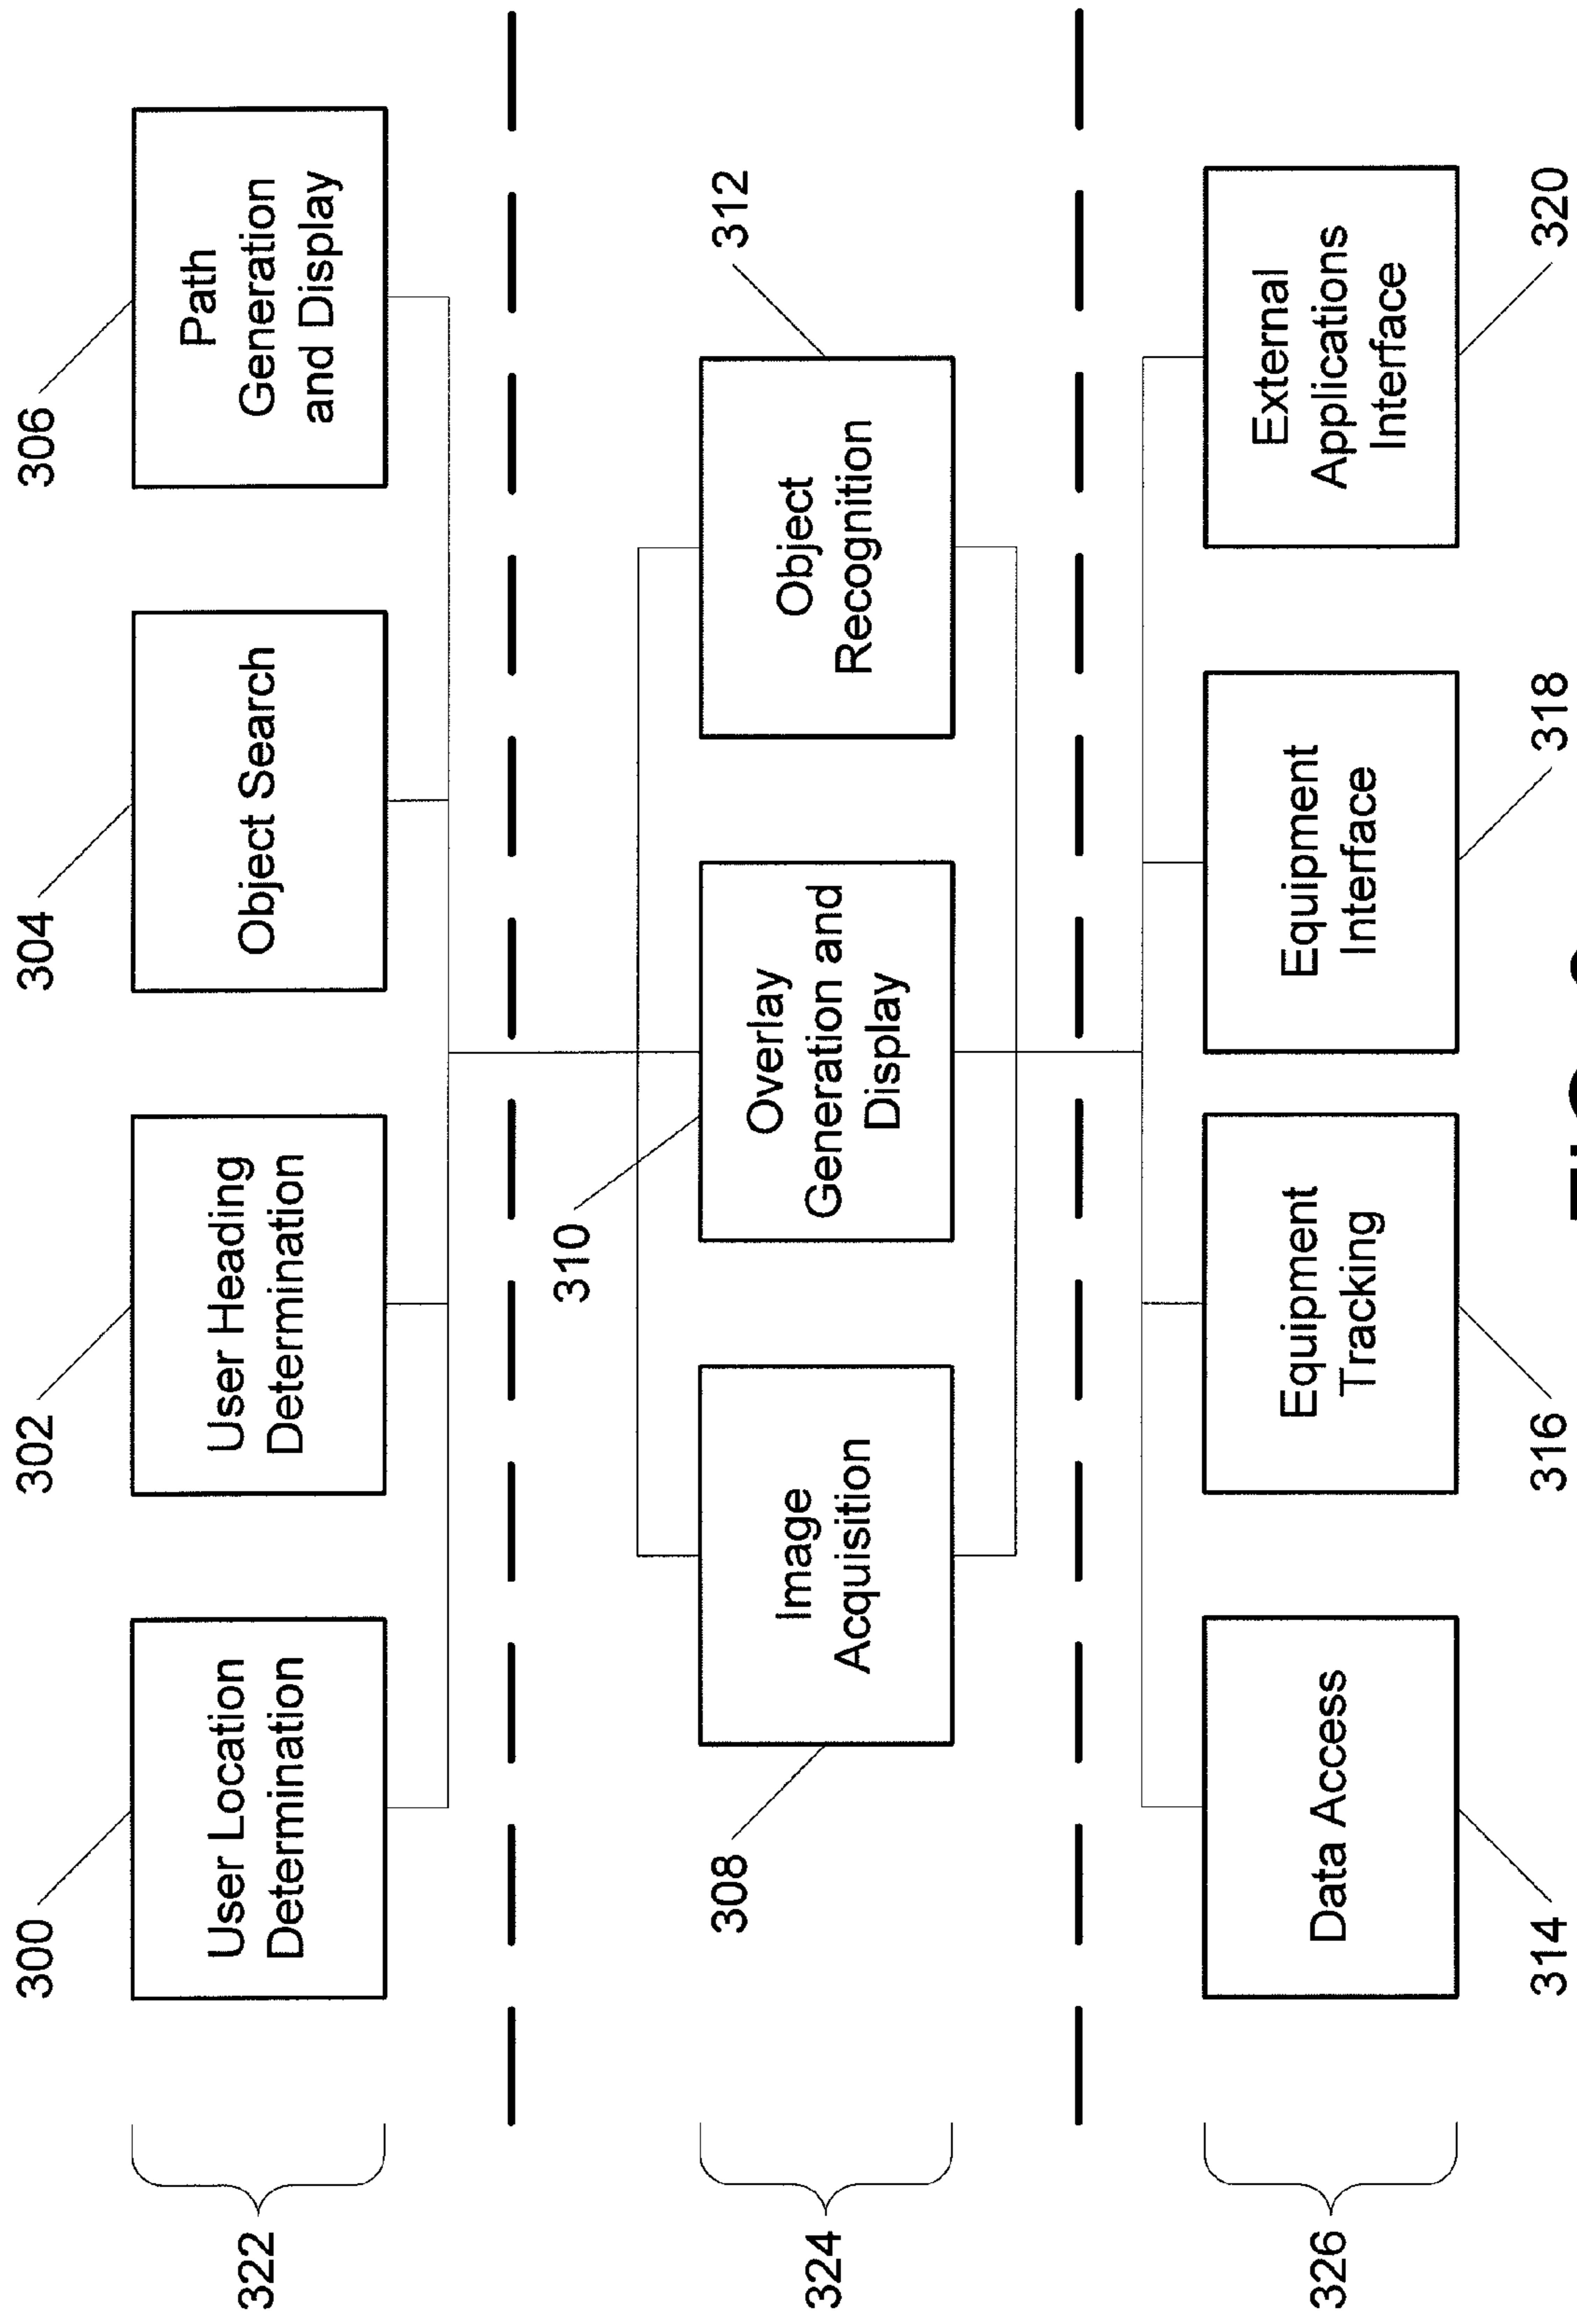 300
302
304
306
User Location
Determination
User Heading
Determination
Object Search
Path
Generation
and Display
322
308
310
312
Image
Acquisition
Overlay
Generation and
Display
Object
Recognition
324
Data Access
Equipment
Tracking
Equipment
Interface
External
Applications
Interface
326
314
316
318
320